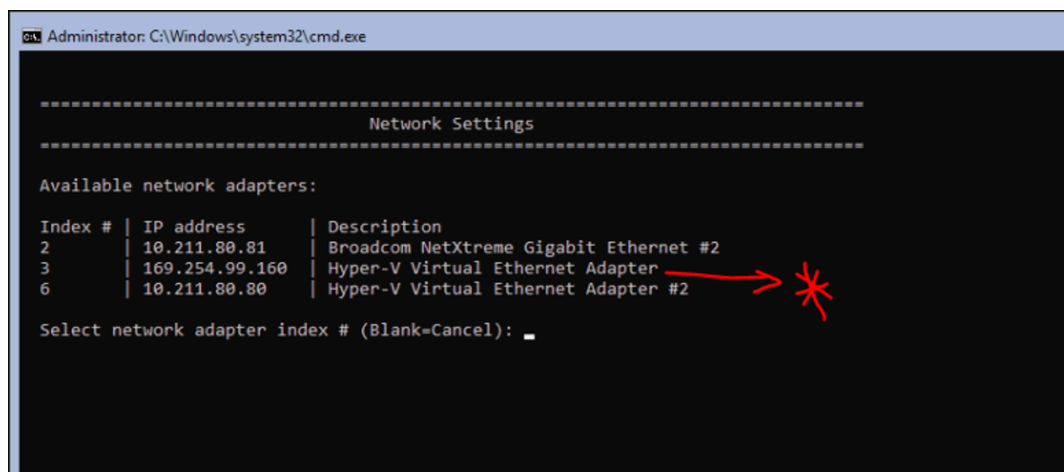 Administrator: C:\Windows\system32\cmd.exe
================================================================================
Network Settings
================================================================================
Available network adapters:
Index # | IP address | Description
2 | 10.211.80.81 | Broadcom NetXtreme Gigabit Ethernet #2
3 | 169.254.99.160 | Hyper-V Virtual Ethernet Adapter
6 | 10.211.80.80 | Hyper-V Virtual Ethernet Adapter #2
Select network adapter index # (Blank=Cancel):